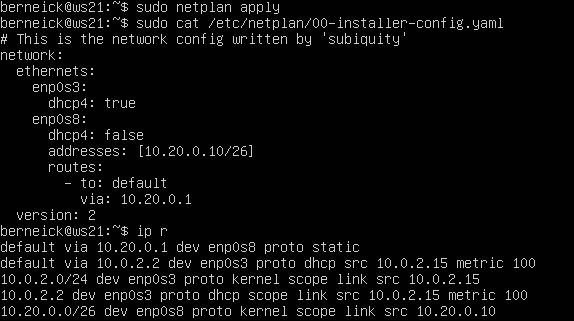 berneick@ws21:~$ sudo netplan apply
berneick@ws21:~$ sudo cat /etc/netplan/00-installer-config.yaml
# This is the network config written by 'subiquity'
network:
  ethernets:
    enp0s3:
      dhcp4: true
    enp0s8:
      dhcp4: false
      addresses: [10.20.0.10/26]
      routes:
        - to: default
          via: 10.20.0.1
  version: 2
berneick@ws21:~$ ip r
default via 10.20.0.1 dev enp0s8 proto static
default via 10.0.2.2 dev enp0s3 proto dhcp src 10.0.2.15 metric 100
10.0.2.0/24 dev enp0s3 proto kernel scope link src 10.0.2.15
10.0.2.2 dev enp0s3 proto dhcp scope link src 10.0.2.15 metric 100
10.20.0.0/26 dev enp0s8 proto kernel scope link src 10.20.0.10